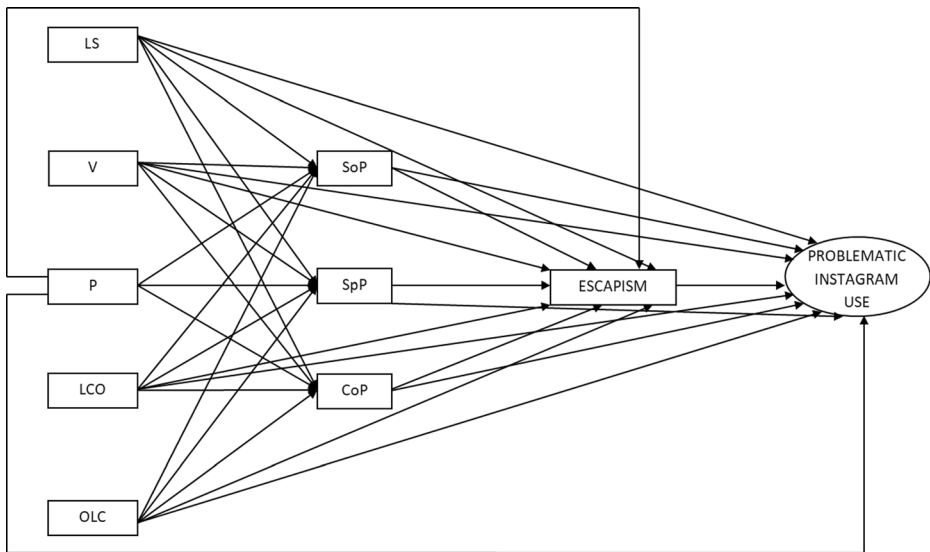 LS
V
P
LCO
OLC
SoP
SpP
CoP
ESCAPISM
PROBLEMATIC
INSTAGRAM
USE